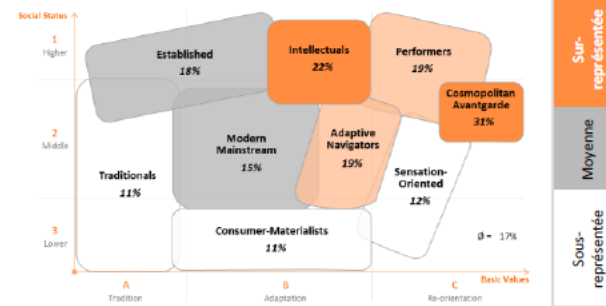 Social Status
1
Higher
2
Middle
3
Lower
Established
18%
Intellectuals
22%
Performers
19%
Cosmopolitan
Avantgarde
31%
Modern
Mainstream
15%
Adaptive
Navigators
19%
Traditionals
11%
Sensation-
Oriented
12%
Consumer-Materialists
11%
Ø = 17%
Basic Values
A
Tradition
B
Adaptation
C
Re-orientation
Sur-
représentée
Moyenne
Sous-
représentée